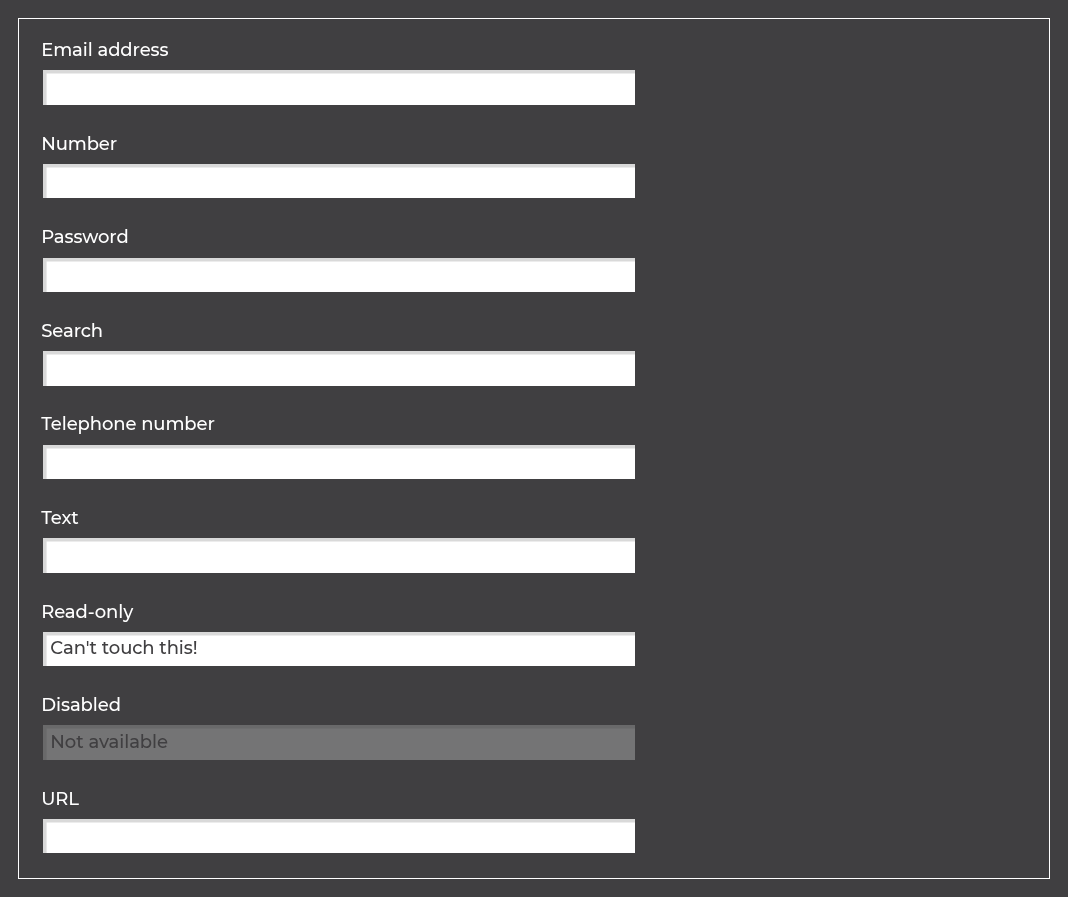 Email address
Number
Password
Search
Telephone number
Text
Read-only
Can't touch this!
Disabled
Not available
URL